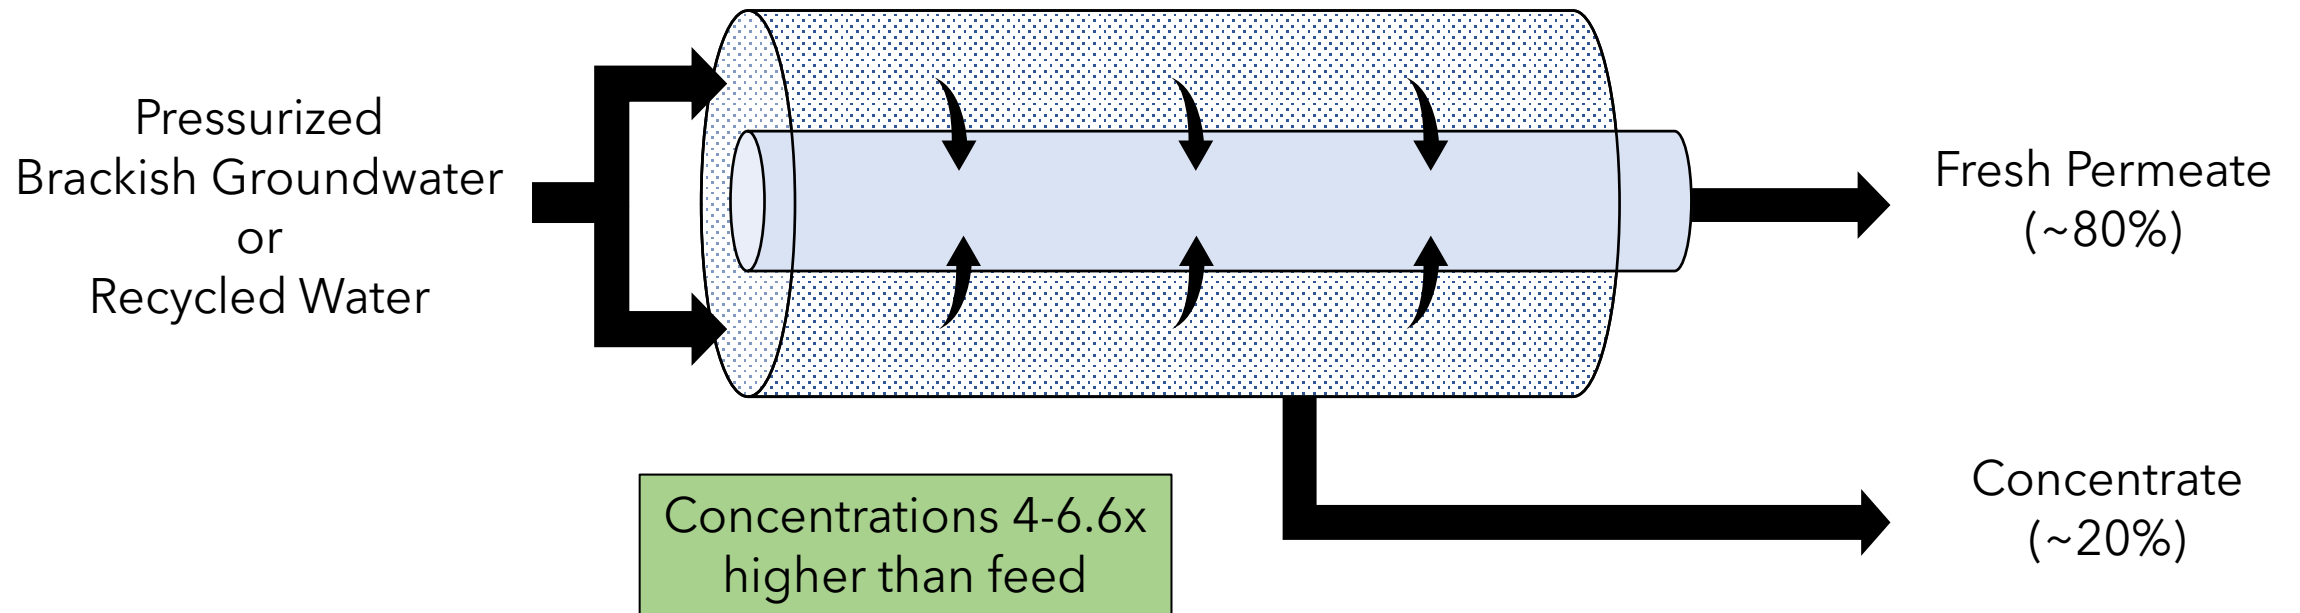 Pressurized
Brackish Groundwater
or
Recycled Water
Fresh Permeate
(~80%)
Concentrate
(~20%)
Concentrations 4-6.6x
higher than feed